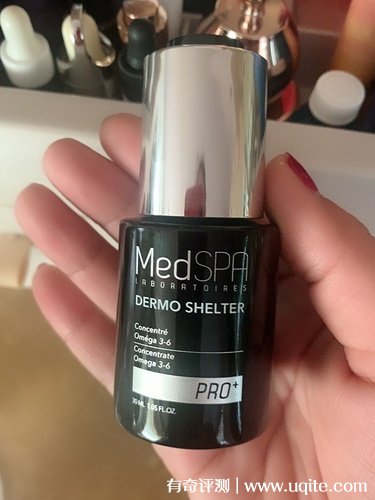 MedSPA
LABORATOIRES
DERMO SHELTER
Concentré
Oméga 3-6
Concentrate
Omega 3-6
PRO+
30 ML 1.05 FL.OZ.
有奇评测 | www.uqite.com